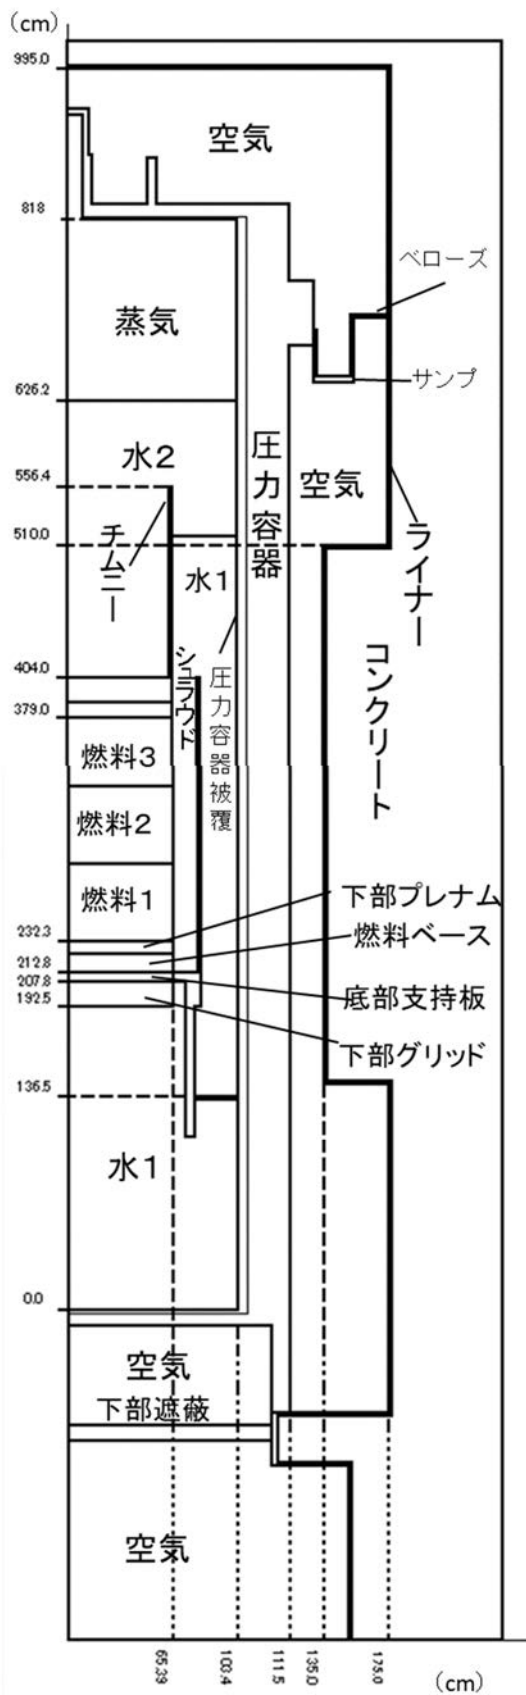 (cm)
995.0
空気
818
ベローズ
蒸気
サンプ
626.2
水2
圧力容器
空気
556.4
チムニー
510.0
ライナー
水1
コンクリート
404.0
シュラウド
圧力容器被覆
379.0
燃料3
燃料2
燃料1
下部プレナム
232.3
燃料ベース
212.8
207.8
底部支持板
192.5
下部グリッド
136.5
水1
0.0
空気
下部遮蔽
空気
65.39
103.4
111.5
135.0
175.0
(cm)